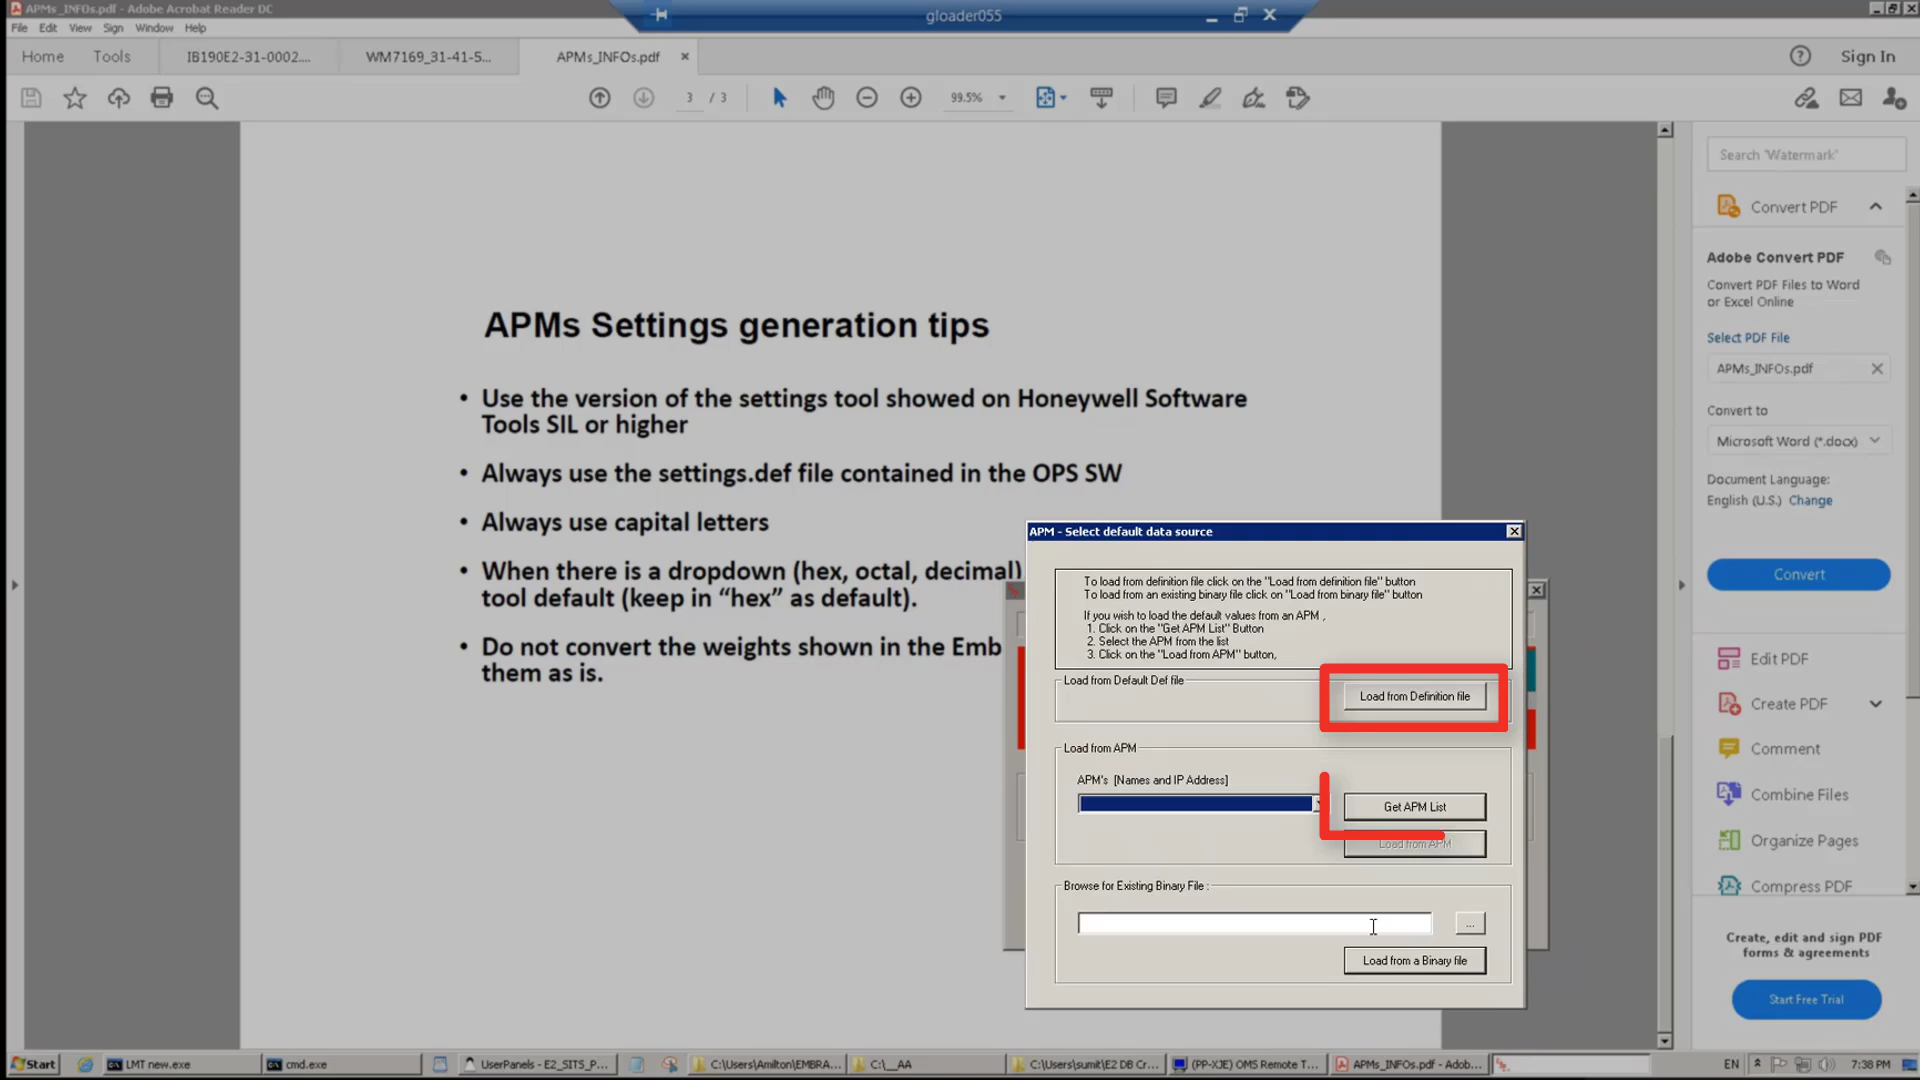 APMs_INFOs.pdf - Adobe Acrobat Reader DC
gloader055
File Edit View Sign Window Help
Home Tools IB190E2-31-0002.... WM7169_31-41-5... APMs_INFOs.pdf × Sign In
3 / 3 99.5%
Search 'Watermark'
Convert PDF
Adobe Convert PDF
Convert PDF Files to Word
or Excel Online
Select PDF File
APMs_INFOs.pdf
Convert to
Microsoft Word (*.docx)
Document Language:
English (U.S.) Change
Convert
Edit PDF
Create PDF
Comment
Combine Files
Organize Pages
Compress PDF
Create, edit and sign PDF
forms & agreements
Start Free Trial
APMs Settings generation tips
• Use the version of the settings tool showed on Honeywell Software
Tools SIL or higher
• Always use the settings.def file contained in the OPS SW
• Always use capital letters
• When there is a dropdown (hex, octal, decimal)
tool default (keep in “hex” as default).
• Do not convert the weights shown in the Emb
them as is.
APM - Select default data source
To load from definition file click on the "Load from definition file" button
To load from an existing binary file click on "Load from binary file" button
If you wish to load the default values from an APM ,
1. Click on the "Get APM List" Button
2. Select the APM from the list
3. Click on the "Load from APM" button,
Load from Default Def file
Load from Definition file
Load from APM
APM's [Names and IP Address]
Get APM List
Load from APM
Browse for Existing Binary File :
...
Load from a Binary file
Start LMT new.exe cmd.exe UserPanels - E2_SITS_P... C:\Users\Amilton\EMBRA... C:\__AA C:\Users\sumit\E2 DB Cr... (PP-XJE) OMS Remote T... APMs_INFOs.pdf - Adob... EN 7:38 PM